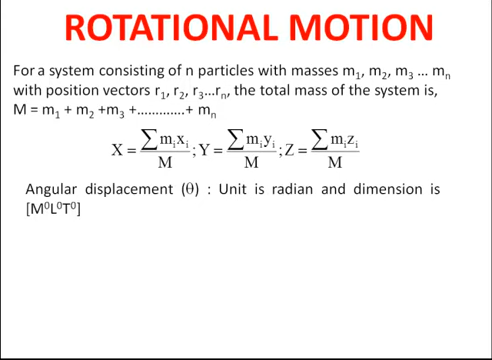 ROTATIONAL MOTION
For a system consisting of n particles with masses m₁, m₂, m₃ ... mₙ
with position vectors r₁, r₂, r₃...rₙ, the total mass of the system is,
M = m₁ + m₂ +m₃ +.............+ mₙ
X = ∑mᵢxᵢ / M ; Y = ∑mᵢyᵢ / M ; Z = ∑mᵢzᵢ / M
Angular displacement (θ) : Unit is radian and dimension is
[M⁰L⁰T⁰]